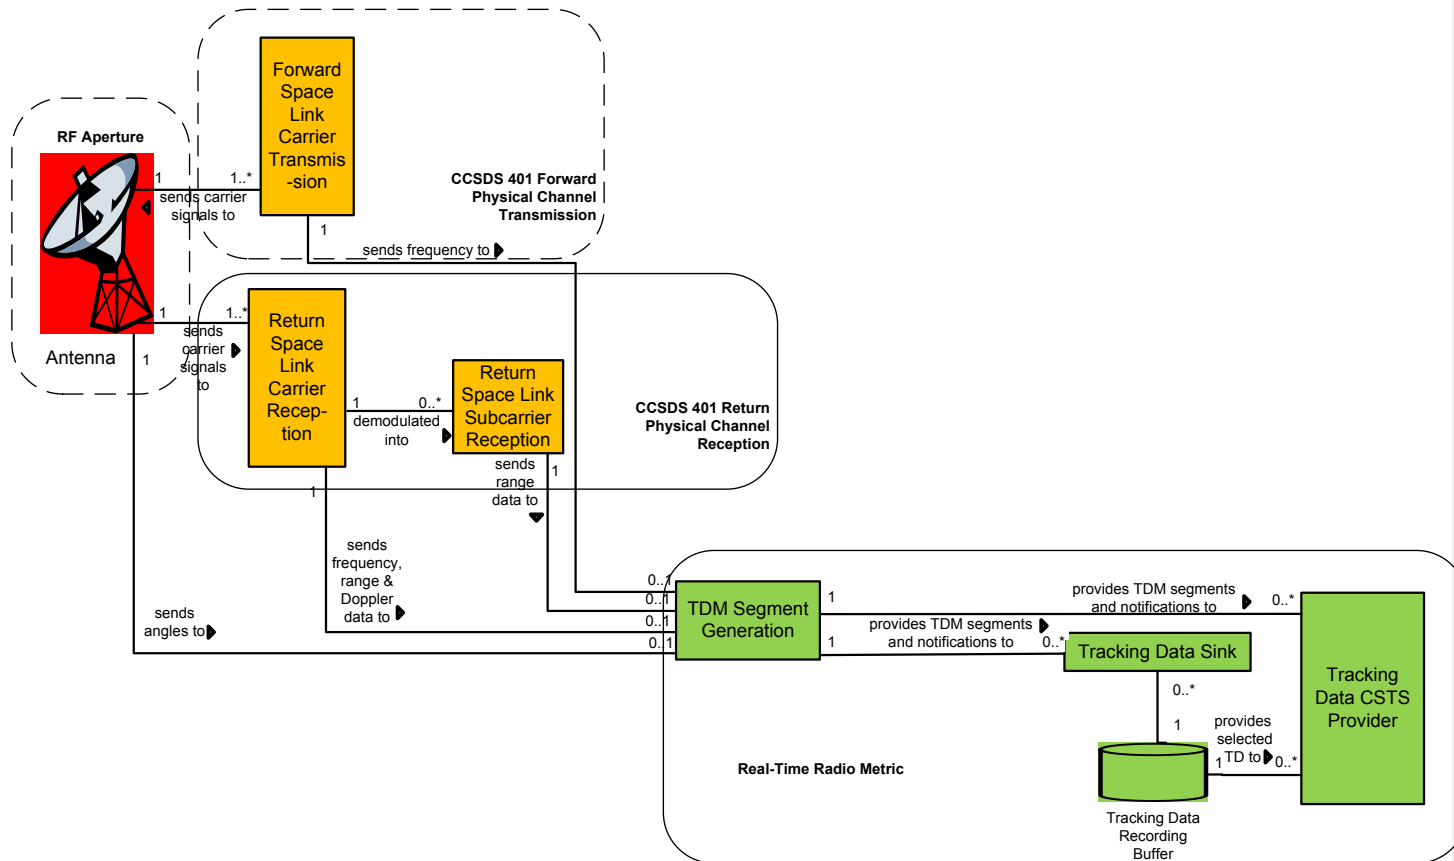 Forward
Space
Link
Carrier
Transmis
-sion
RF Aperture
CCSDS 401 Forward
Physical Channel
Transmission
1
1..*
sends carrier
signals to
1
sends frequency to
Return
Space
Link
Carrier
Recep-
tion
1
1..*
sends
carrier
signals
to
Antenna
1
Return
Space Link
Subcarrier
Reception
1
0..*
demodulated
into
CCSDS 401 Return
Physical Channel
Reception
1
sends
range
data to
1
sends
frequency,
range &
Doppler
data to
sends
angles to
0..1
0..1
0..1
0..1
TDM Segment
Generation
1
provides TDM segments
and notifications to
0..*
1
provides TDM segments
and notifications to
0..*
Tracking Data Sink
Tracking
Data CSTS
Provider
0..*
1
provides
selected
TD to
1
0..*
Real-Time Radio Metric
Tracking Data
Recording
Buffer